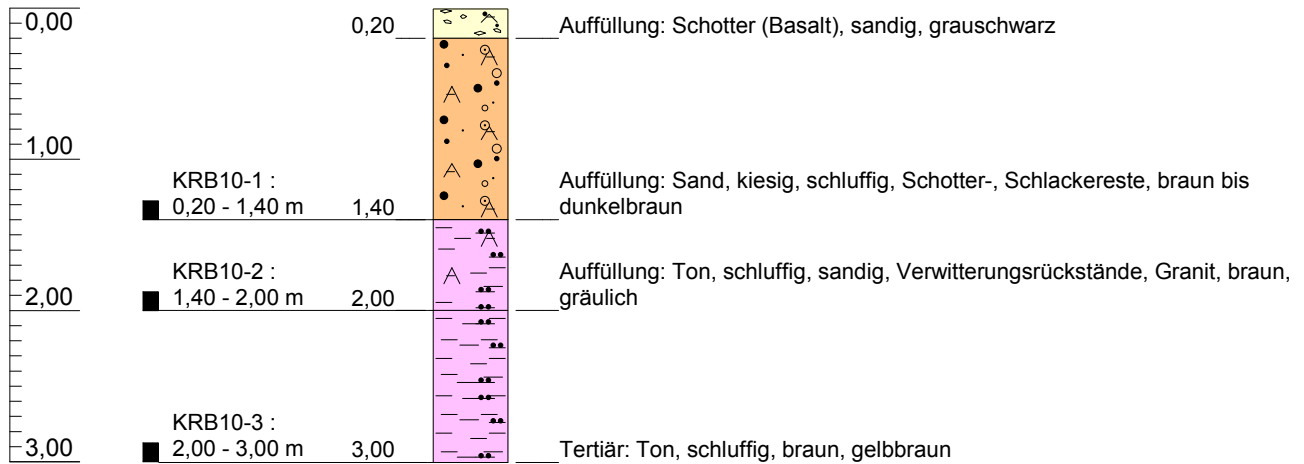 0,00
0,20
Auffüllung: Schotter (Basalt), sandig, grauschwarz
1,00
KRB10-1 :
0,20 - 1,40 m
1,40
Auffüllung: Sand, kiesig, schluffig, Schotter-, Schlackereste, braun bis
dunkelbraun
KRB10-2 :
1,40 - 2,00 m
2,00
2,00
Auffüllung: Ton, schluffig, sandig, Verwitterungsrückstände, Granit, braun,
gräulich
KRB10-3 :
2,00 - 3,00 m
3,00
3,00
Tertiär: Ton, schluffig, braun, gelbbraun